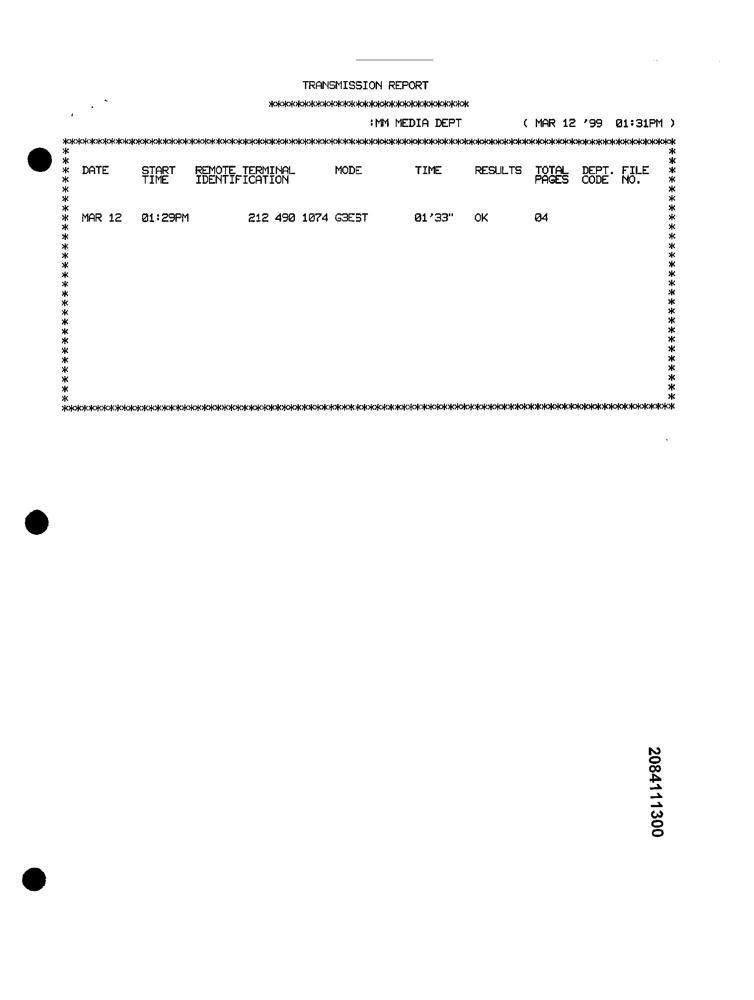 TRANSMISSION REPORT
*******************************
:MM MEDIA DEPT ( MAR 12 '99 01:31PM )
DATE START TIME REMOTE TERMINAL IDENTIFICATION MODE TIME RESULTS TOTAL PAGES DEPT. CODE FILE NO.
MAR 12 01:29PM 212 490 1074 G3EST 01'33" OK 04
2084111300